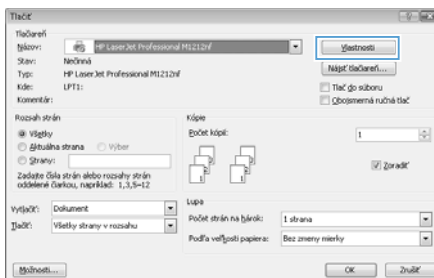 Tlačiť
Tlačiareň
Názov: HP LaserJet Professional M1212nf
Vlastnosti
Stav: Nečinná
Nájsť tlačiareň...
Typ: HP LaserJet Professional M1212nf
Kde: LPT1:
Tlač do súboru
Komentár:
Obojsmerná ručná tlač
Rozsah strán
Všetky
Aktuálna strana
Výber
Strany:
Zadajte čísla strán alebo rozsahy strán
oddelené čiarkou, napríklad: 1,3,5–12
Kópie
Počet kópií: 1
Zoradiť
Vytlačiť: Dokument
Tlačiť: Všetky strany v rozsahu
Lupa
Počet strán na hárok: 1 strana
Podľa veľkosti papiera: Bez zmeny mierky
Možnosti...
OK
Zrušiť